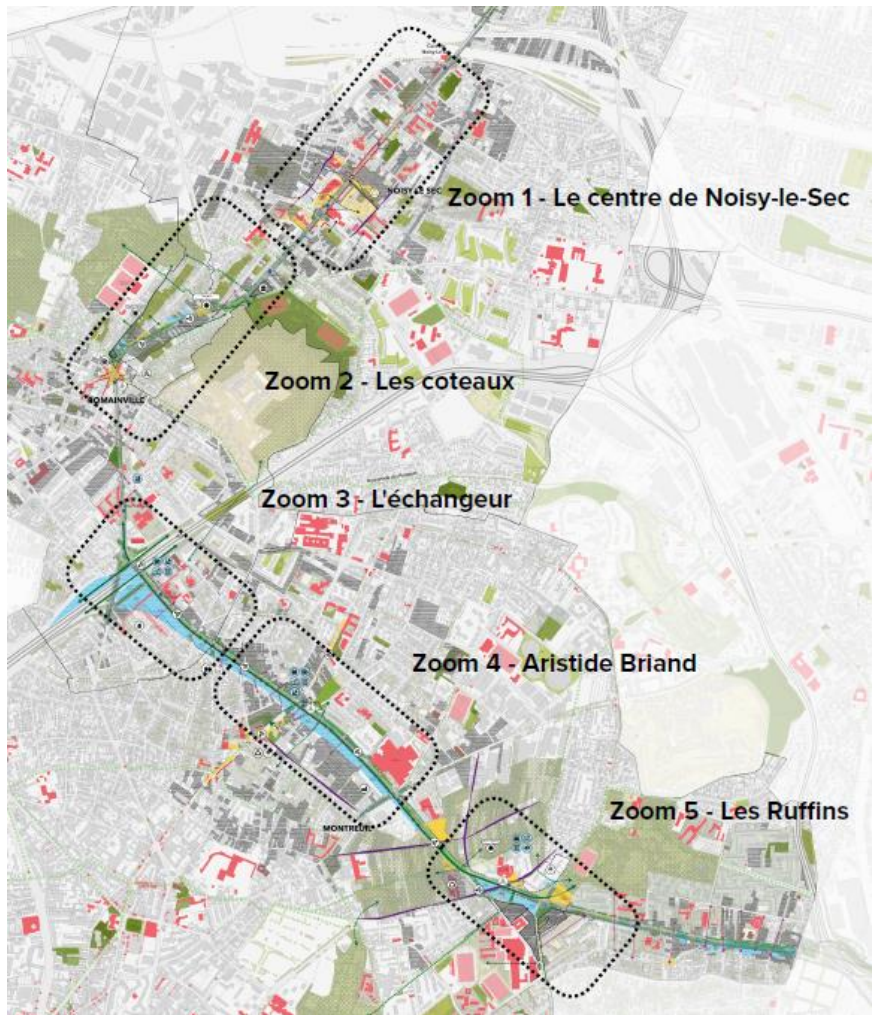 NOISY LE SEC
Zoom 1 - Le centre de Noisy-le-Sec
Zoom 2 - Les coteaux
ROMAINVILLE
Zoom 3 - L'échangeur
Zoom 4 - Aristide Briand
Zoom 5 - Les Ruffins
MONTREUIL